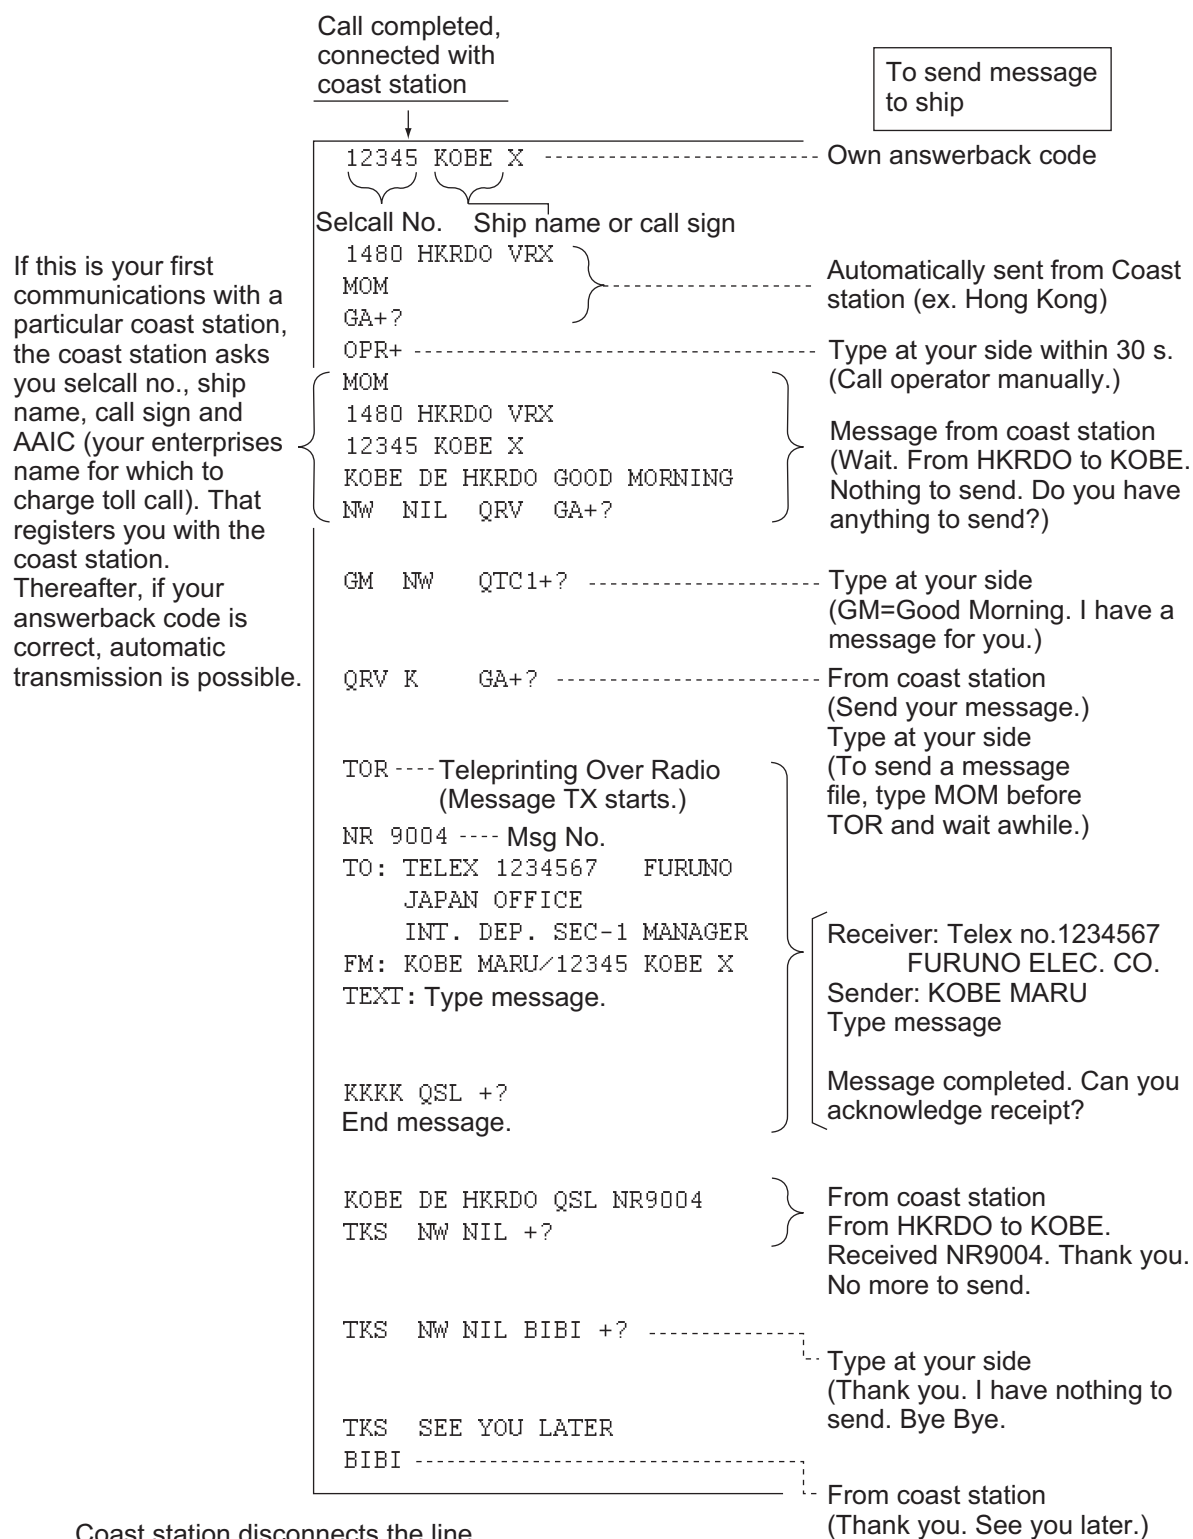 Call completed,
connected with
coast station
To send message
to ship
12345 KOBE X
Own answerback code
Selcall No.
Ship name or call sign
If this is your first
communications with a
particular coast station,
the coast station asks
you selcall no., ship
name, call sign and
AAIC (your enterprises
name for which to
charge toll call). That
registers you with the
coast station.
Thereafter, if your
answerback code is
correct, automatic
transmission is possible.
1480 HKRDO VRX
MOM
GA+?
Automatically sent from Coast
station (ex. Hong Kong)
OPR+
Type at your side within 30 s.
(Call operator manually.)
MOM
1480 HKRDO VRX
12345 KOBE X
KOBE DE HKRDO GOOD MORNING
NW NIL QRV GA+?
Message from coast station
(Wait. From HKRDO to KOBE.
Nothing to send. Do you have
anything to send?)
GM NW QTC1+?
Type at your side
(GM=Good Morning. I have a
message for you.)
QRV K GA+?
From coast station
(Send your message.)
Type at your side
(To send a message
file, type MOM before
TOR and wait awhile.)
TOR
Teleprinting Over Radio
(Message TX starts.)
NR 9004
Msg No.
TO: TELEX 1234567 FURUNO
JAPAN OFFICE
INT. DEP. SEC-1 MANAGER
FM: KOBE MARU/12345 KOBE X
TEXT: Type message.
KKKK QSL +?
End message.
Receiver: Telex no.1234567
FURUNO ELEC. CO.
Sender: KOBE MARU
Type message
Message completed. Can you
acknowledge receipt?
KOBE DE HKRDO QSL NR9004
TKS NW NIL +?
From coast station
From HKRDO to KOBE.
Received NR9004. Thank you.
No more to send.
TKS NW NIL BIBI +?
Type at your side
(Thank you. I have nothing to
send. Bye Bye.
TKS SEE YOU LATER
BIBI
From coast station
(Thank you. See you later.)
Coast station disconnects the line